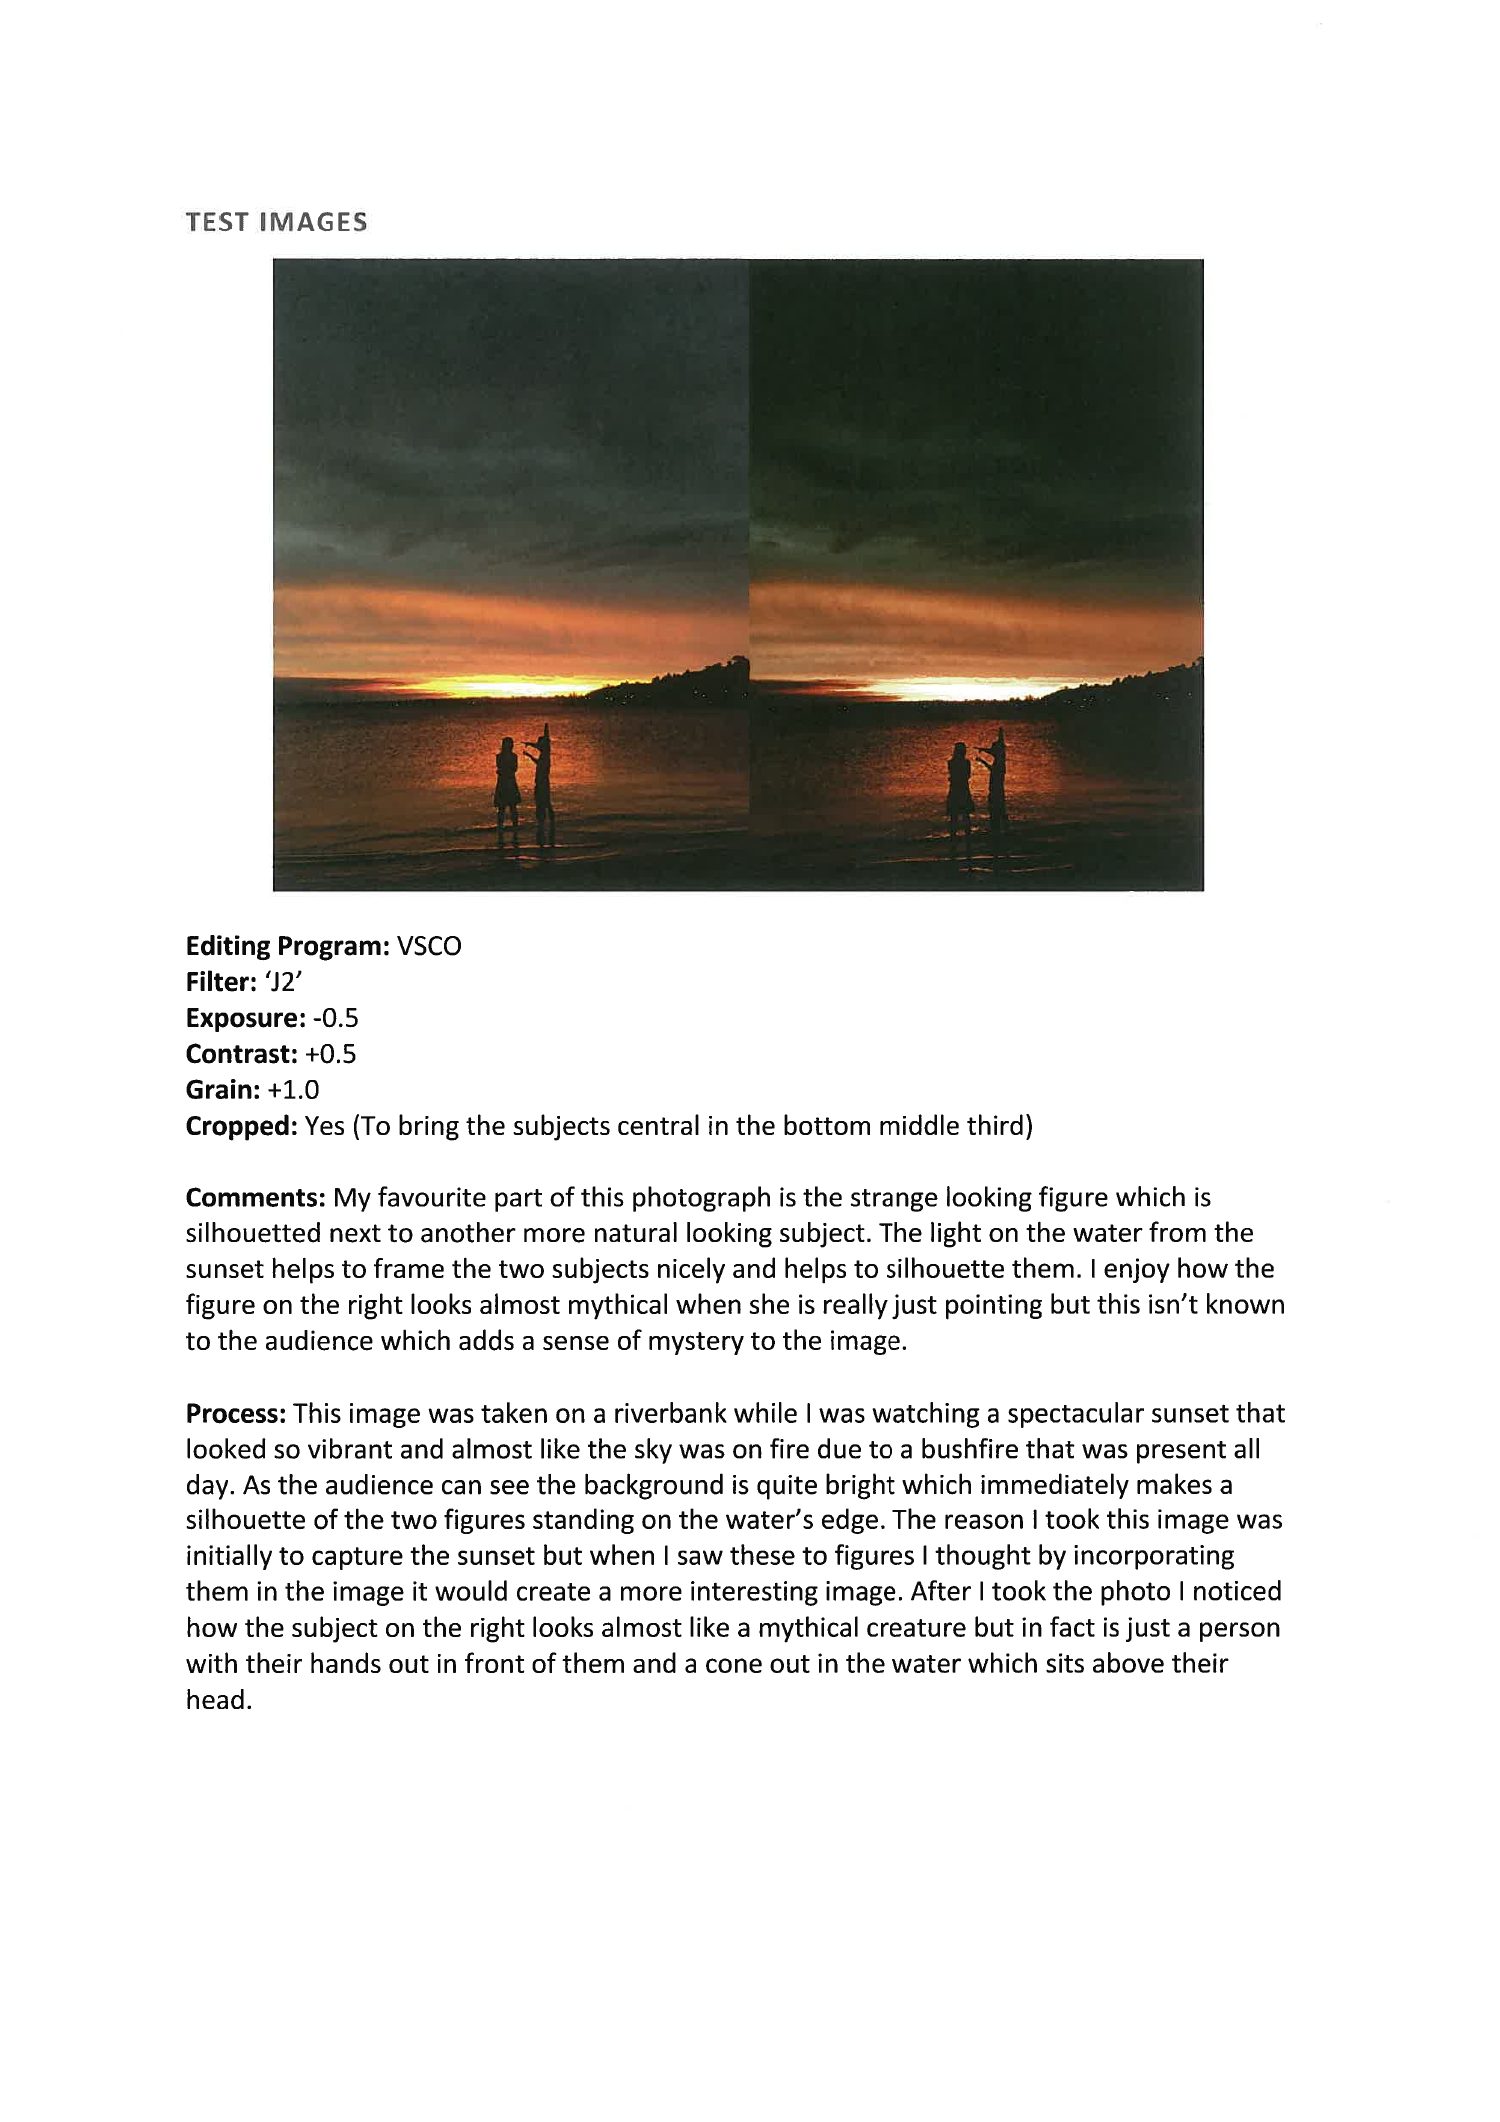 TEST IMAGES
Editing Program: VSCO
Filter: ‘J2’
Exposure: -0.5
Contrast: +0.5
Grain: +1.0
Cropped: Yes (To bring the subjects central in the bottom middle third)
Comments: My favourite part of this photograph is the strange looking figure which is
silhouetted next to another more natural looking subject. The light on the water from the
sunset helps to frame the two subjects nicely and helps to silhouette them. I enjoy how the
figure on the right looks almost mythical when she is really just pointing but this isn’t known
to the audience which adds a sense of mystery to the image.
Process: This image was taken on a riverbank while I was watching a spectacular sunset that
looked so vibrant and almost like the sky was on fire due to a bushfire that was present all
day. As the audience can see the background is quite bright which immediately makes a
silhouette of the two figures standing on the water’s edge. The reason I took this image was
initially to capture the sunset but when I saw these to figures I thought by incorporating
them in the image it would create a more interesting image. After I took the photo I noticed
how the subject on the right looks almost like a mythical creature but in fact is just a person
with their hands out in front of them and a cone out in the water which sits above their
head.